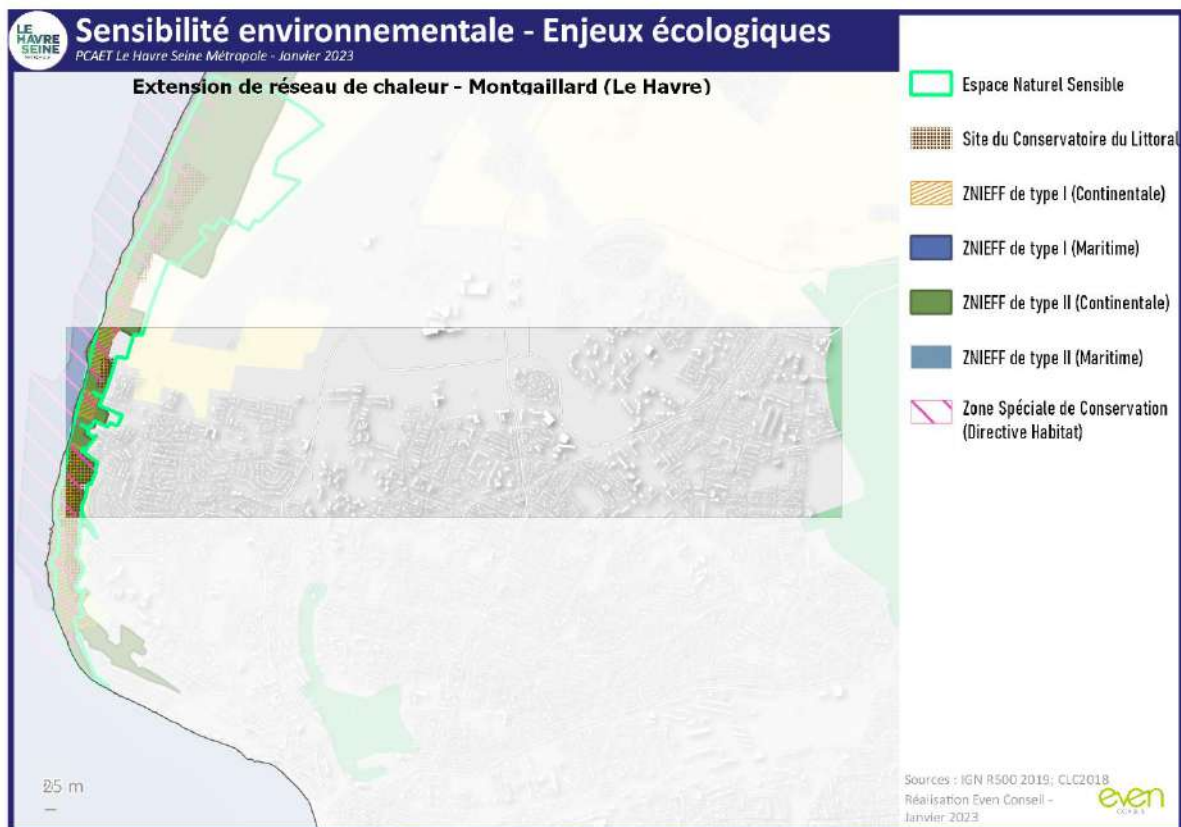 LE
HAVRE
SEINE
Sensibilité environnementale - Enjeux écologiques
PCAET Le Havre Seine Métropole - Janvier 2023
Extension de réseau de chaleur - Montgaillard (Le Havre)
Espace Naturel Sensible
Site du Conservatoire du Littoral
ZNIEFF de type I (Continentale)
ZNIEFF de type I (Maritime)
ZNIEFF de type II (Continentale)
ZNIEFF de type II (Maritime)
Zone Spéciale de Conservation
(Directive Habitat)
m
Sources : IGN R500 2019; CLC2018
Réalisation Even Conseil -
Janvier 2023
even